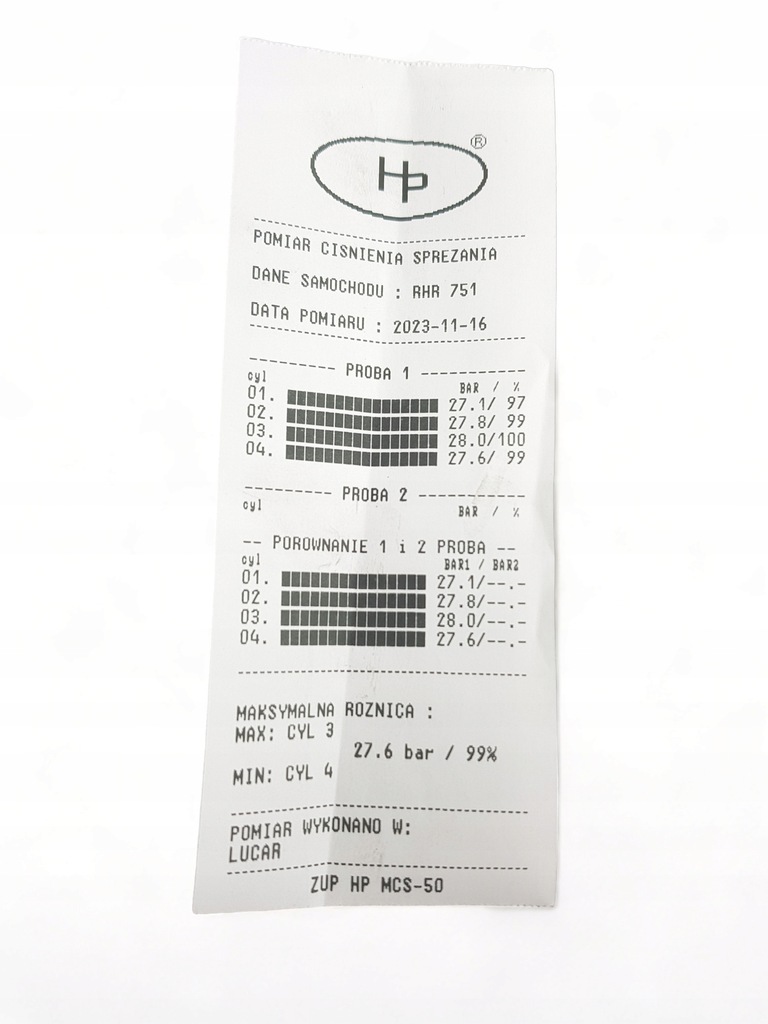 HP ®
POMIAR CISNIENIA SPREZANIA
DANE SAMOCHODU : RHR 751
DATA POMIARU : 2023-11-16
--------- PROBA 1 -----------
cyl BAR / %
01. 27.1/ 97
02. 27.8/ 99
03. 28.0/100
04. 27.6/ 99
--------- PROBA 2 -----------
cyl BAR / %
-- POROWNANIE 1 i 2 PROBA --
cyl BAR1 / BAR2
01. 27.1/--.-
02. 27.8/--.-
03. 28.0/--.-
04. 27.6/--.-
MAKSYMALNA ROZNICA :
MAX: CYL 3
27.6 bar / 99%
MIN: CYL 4
POMIAR WYKONANO W:
LUCAR
ZUP HP MCS-50